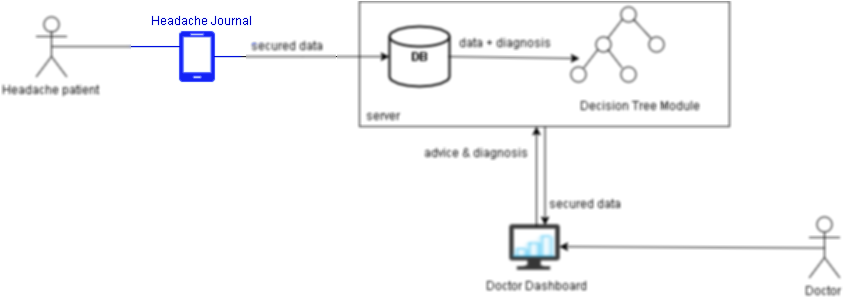 Headache Journal
secured data
data + diagnosis
DB
Headache patient
Decision Tree Module
server
advice & diagnosis
secured data
Doctor Dashboard
Doctor